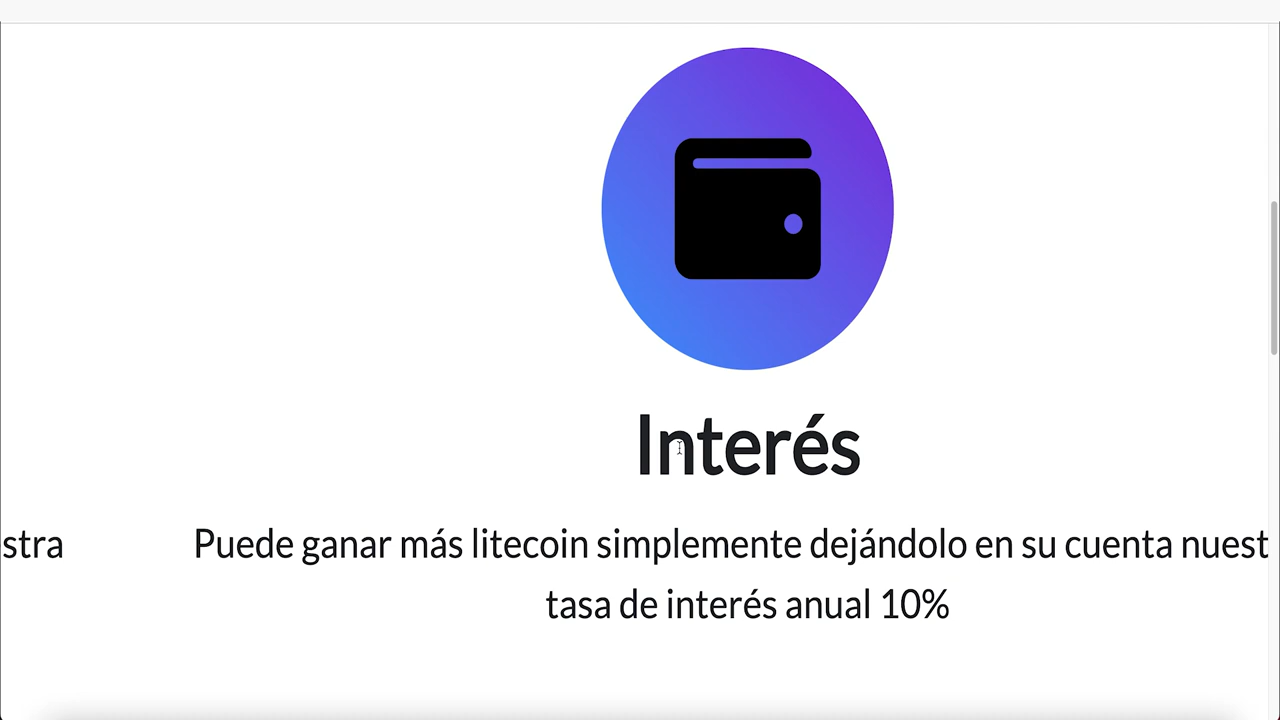 Interés
stra
Puede ganar más litecoin simplemente dejándolo en su cuenta nuest
tasa de interés anual 10%